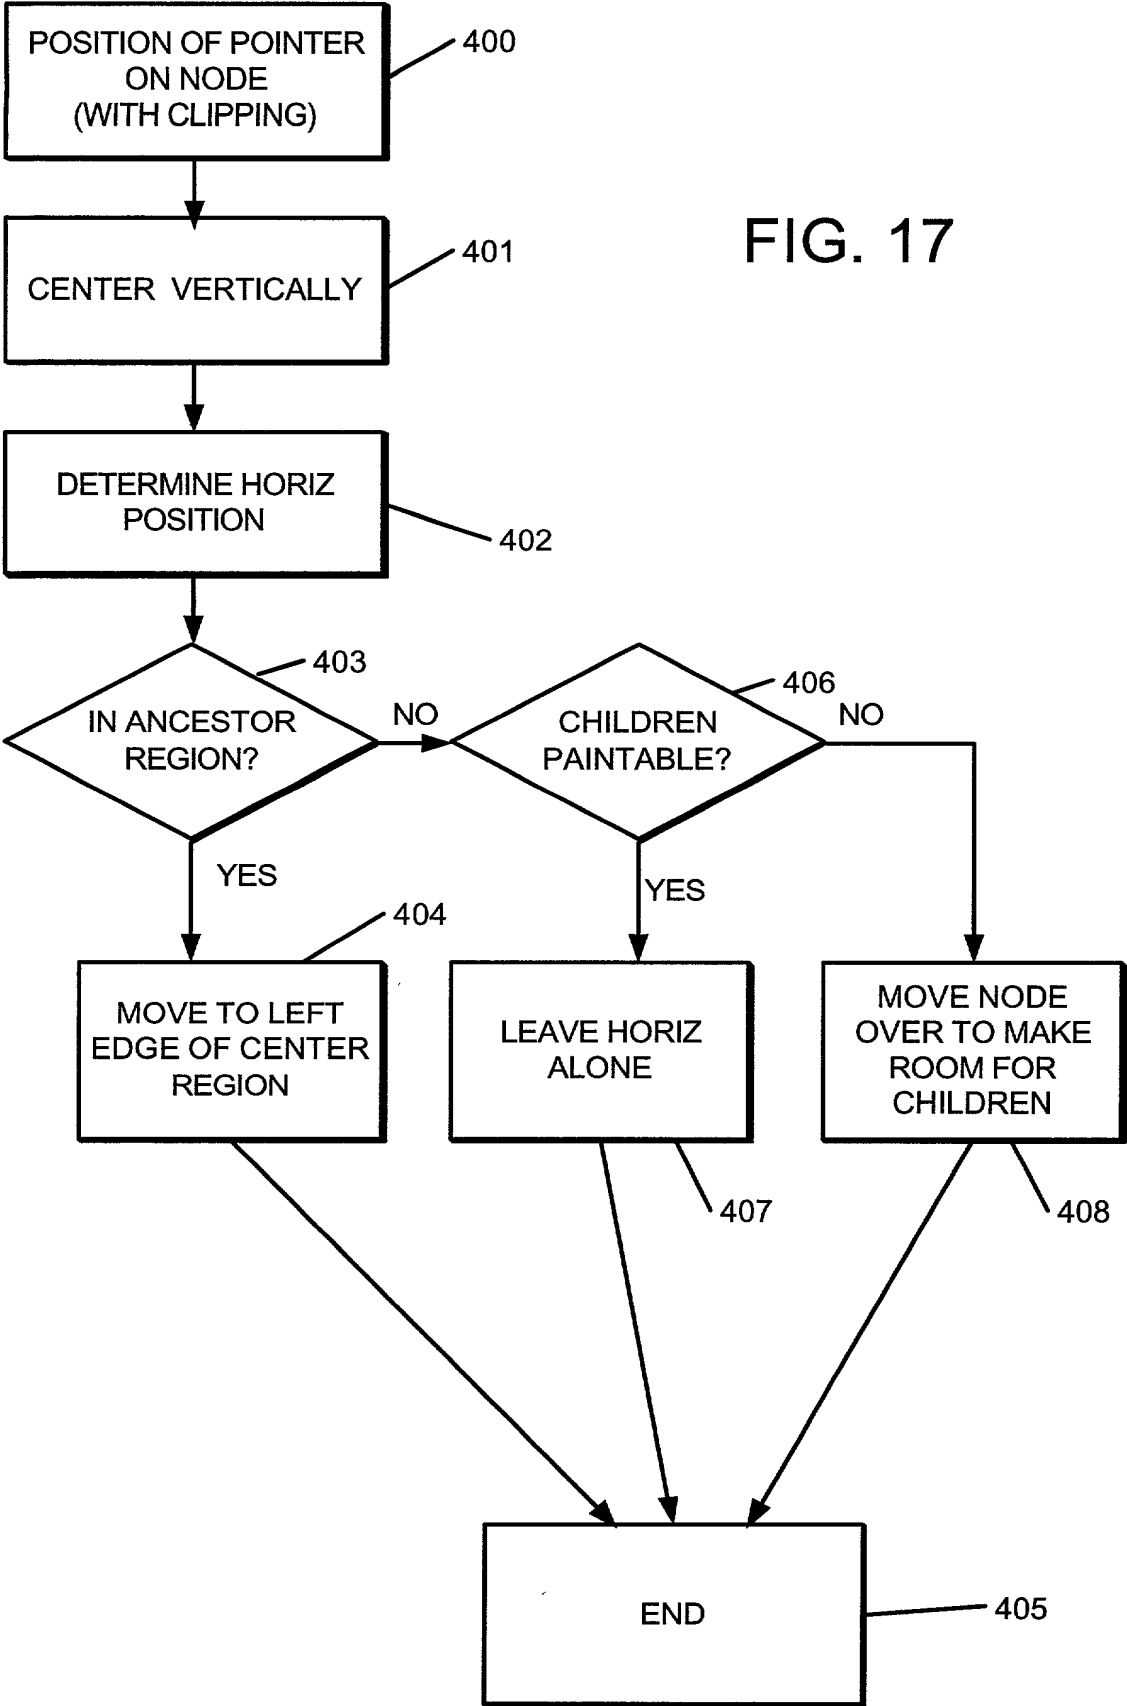 POSITION OF POINTER
ON NODE
(WITH CLIPPING)
400
FIG. 17
CENTER VERTICALLY
401
DETERMINE HORIZ
POSITION
402
IN ANCESTOR
REGION?
403
NO
CHILDREN
PAINTABLE?
406
NO
YES
YES
404
MOVE TO LEFT
EDGE OF CENTER
REGION
LEAVE HORIZ
ALONE
407
MOVE NODE
OVER TO MAKE
ROOM FOR
CHILDREN
408
END
405